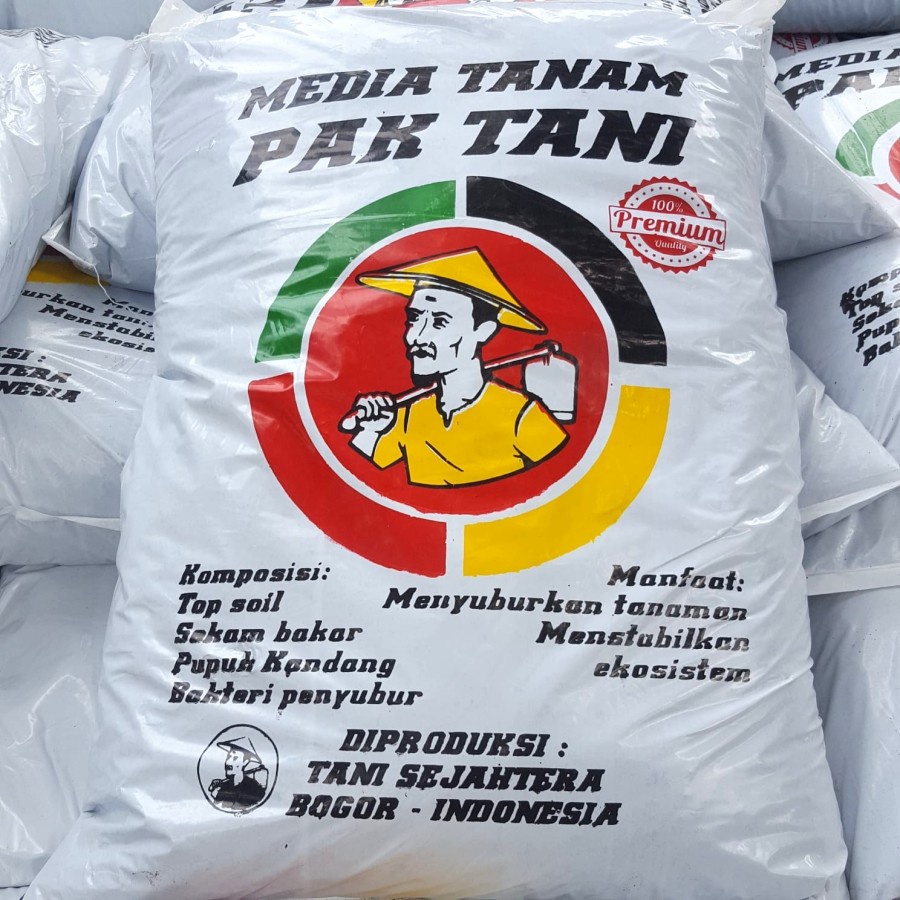 MEDIA TANAM
PAK TANI
100%
Premium
Quality
Komposisi:
Top soil
Sekam bakar
Pupuk Kandang
Bakteri penyubur
Manfaat:
Menyuburkan tanaman
Menstabilkan
ekosistem
DIPRODUKSI :
TANI SEJAHTERA
BOGOR - INDONESIA